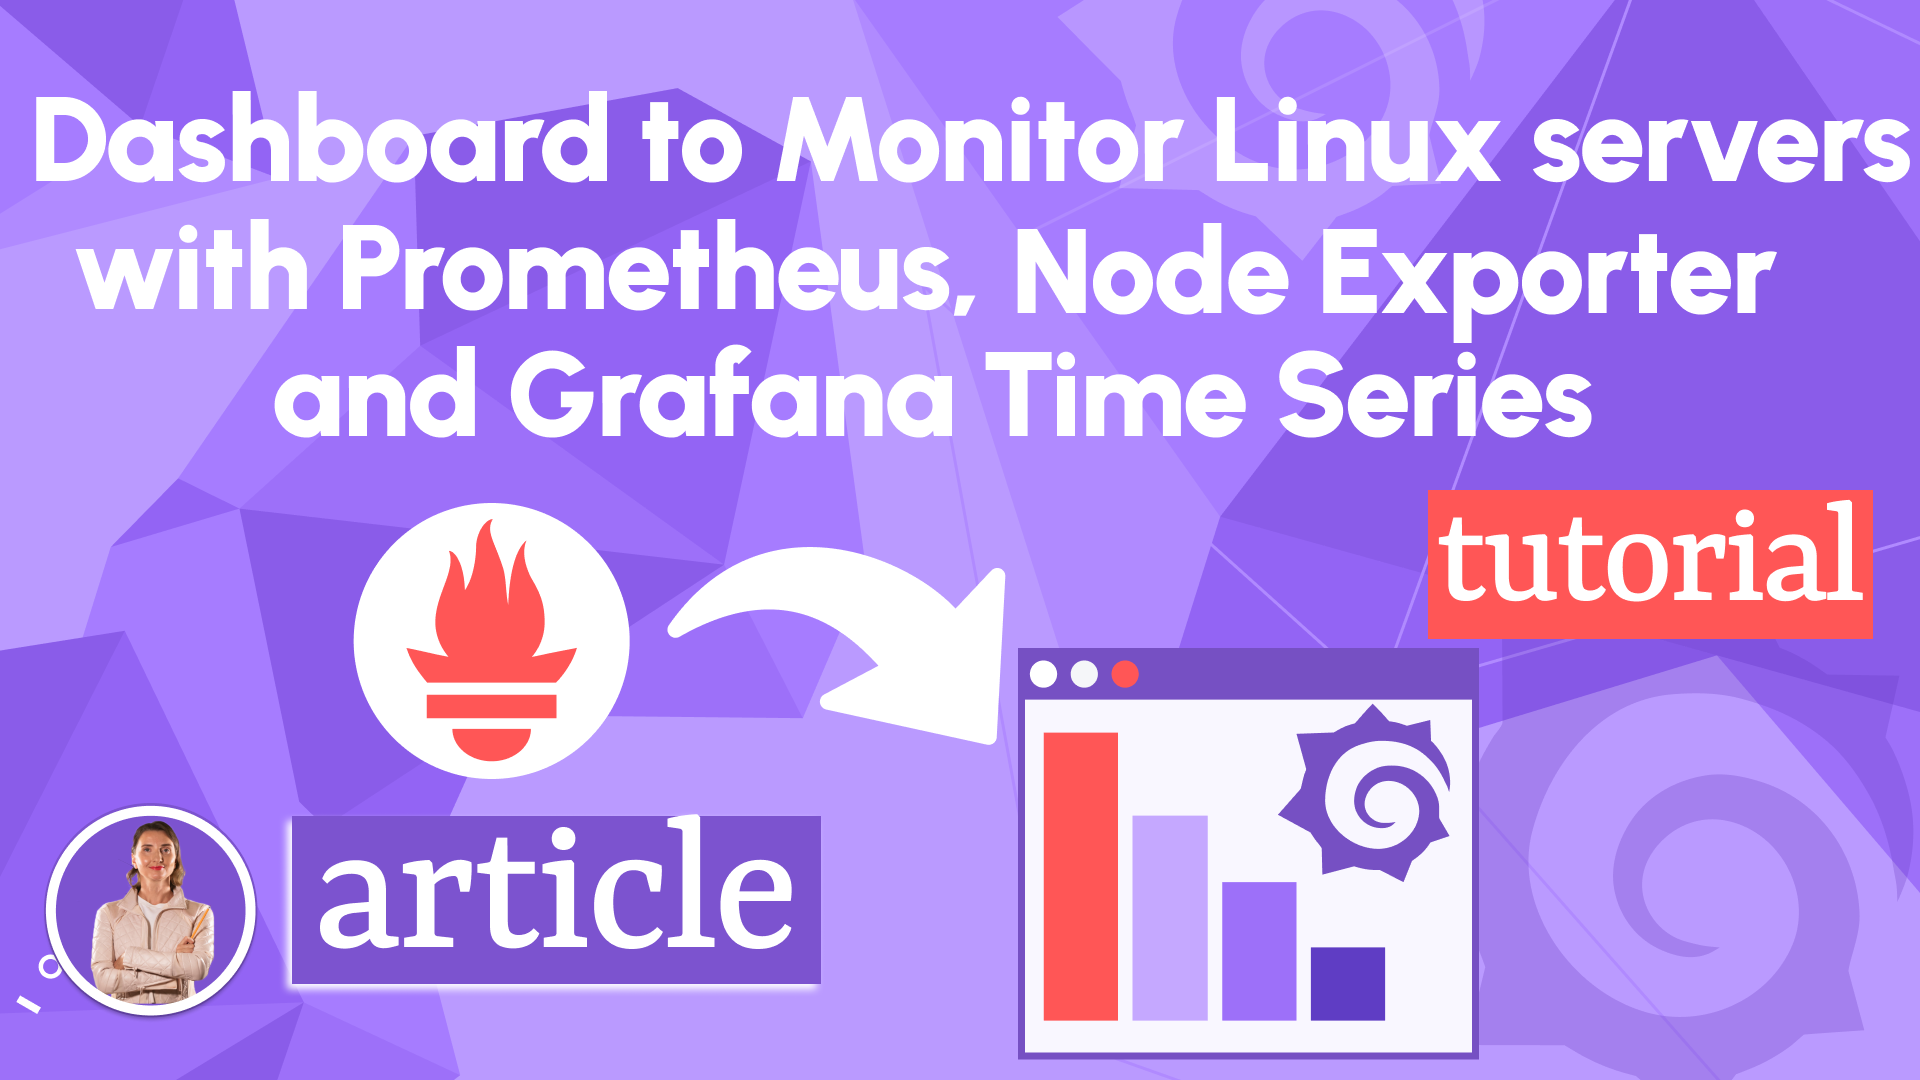 Dashboard to Monitor Linux servers
with Prometheus, Node Exporter
and Grafana Time Series
tutorial
article